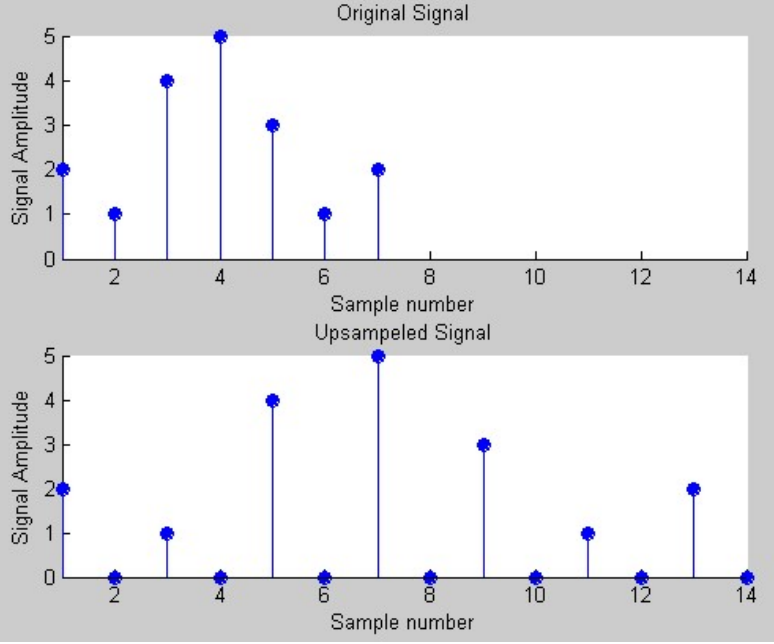 Original Signal
5
4
3
2
1
0
Signal Amplitude
2 4 6 8 10 12 14
Sample number
Upsampeled Signal
5
4
3
2
1
0
Signal Amplitude
2 4 6 8 10 12 14
Sample number